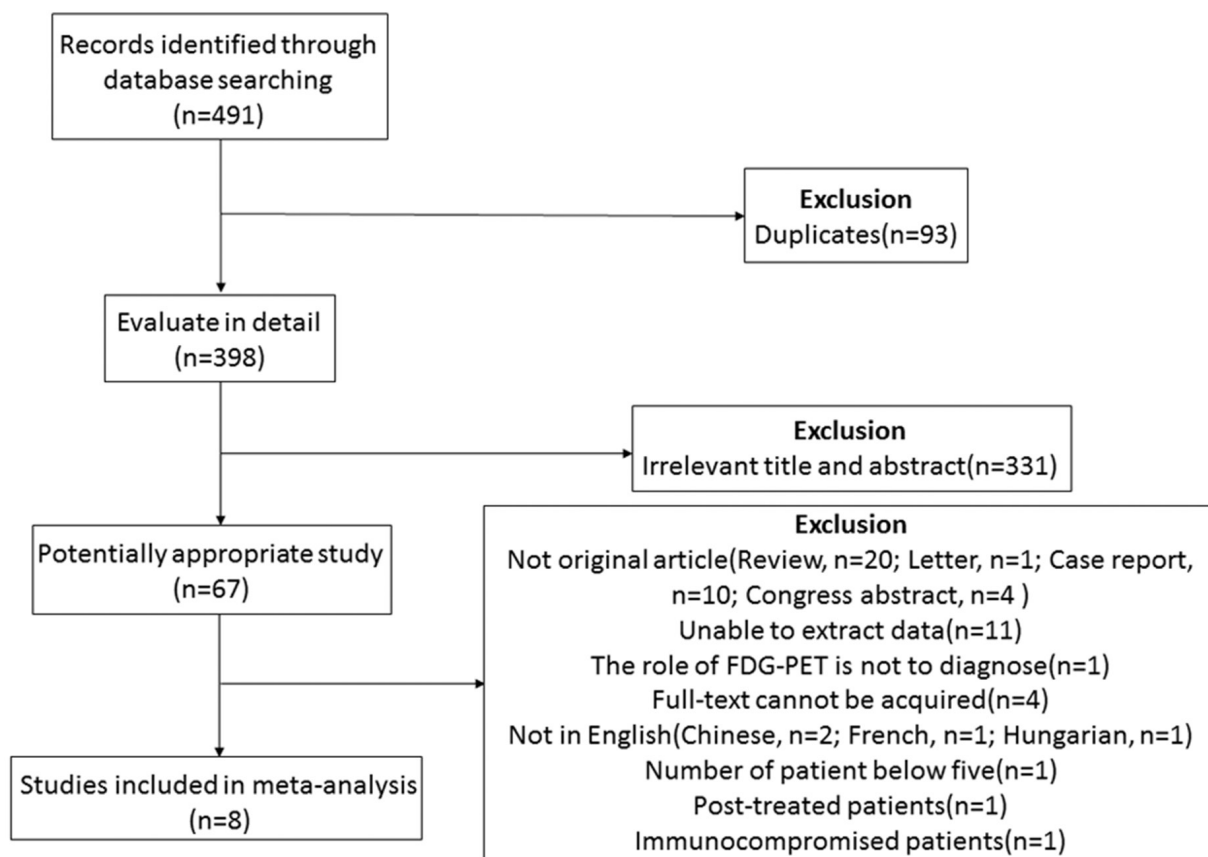 Records identified through
database searching
(n=491)
Exclusion
Duplicates(n=93)
Evaluate in detail
(n=398)
Exclusion
Irrelevant title and abstract(n=331)
Potentially appropriate study
(n=67)
Exclusion
Not original article(Review, n=20; Letter, n=1; Case report,
n=10; Congress abstract, n=4 )
Unable to extract data(n=11)
The role of FDG-PET is not to diagnose(n=1)
Full-text cannot be acquired(n=4)
Not in English(Chinese, n=2; French, n=1; Hungarian, n=1)
Number of patient below five(n=1)
Post-treated patients(n=1)
Immunocompromised patients(n=1)
Studies included in meta-analysis
(n=8)